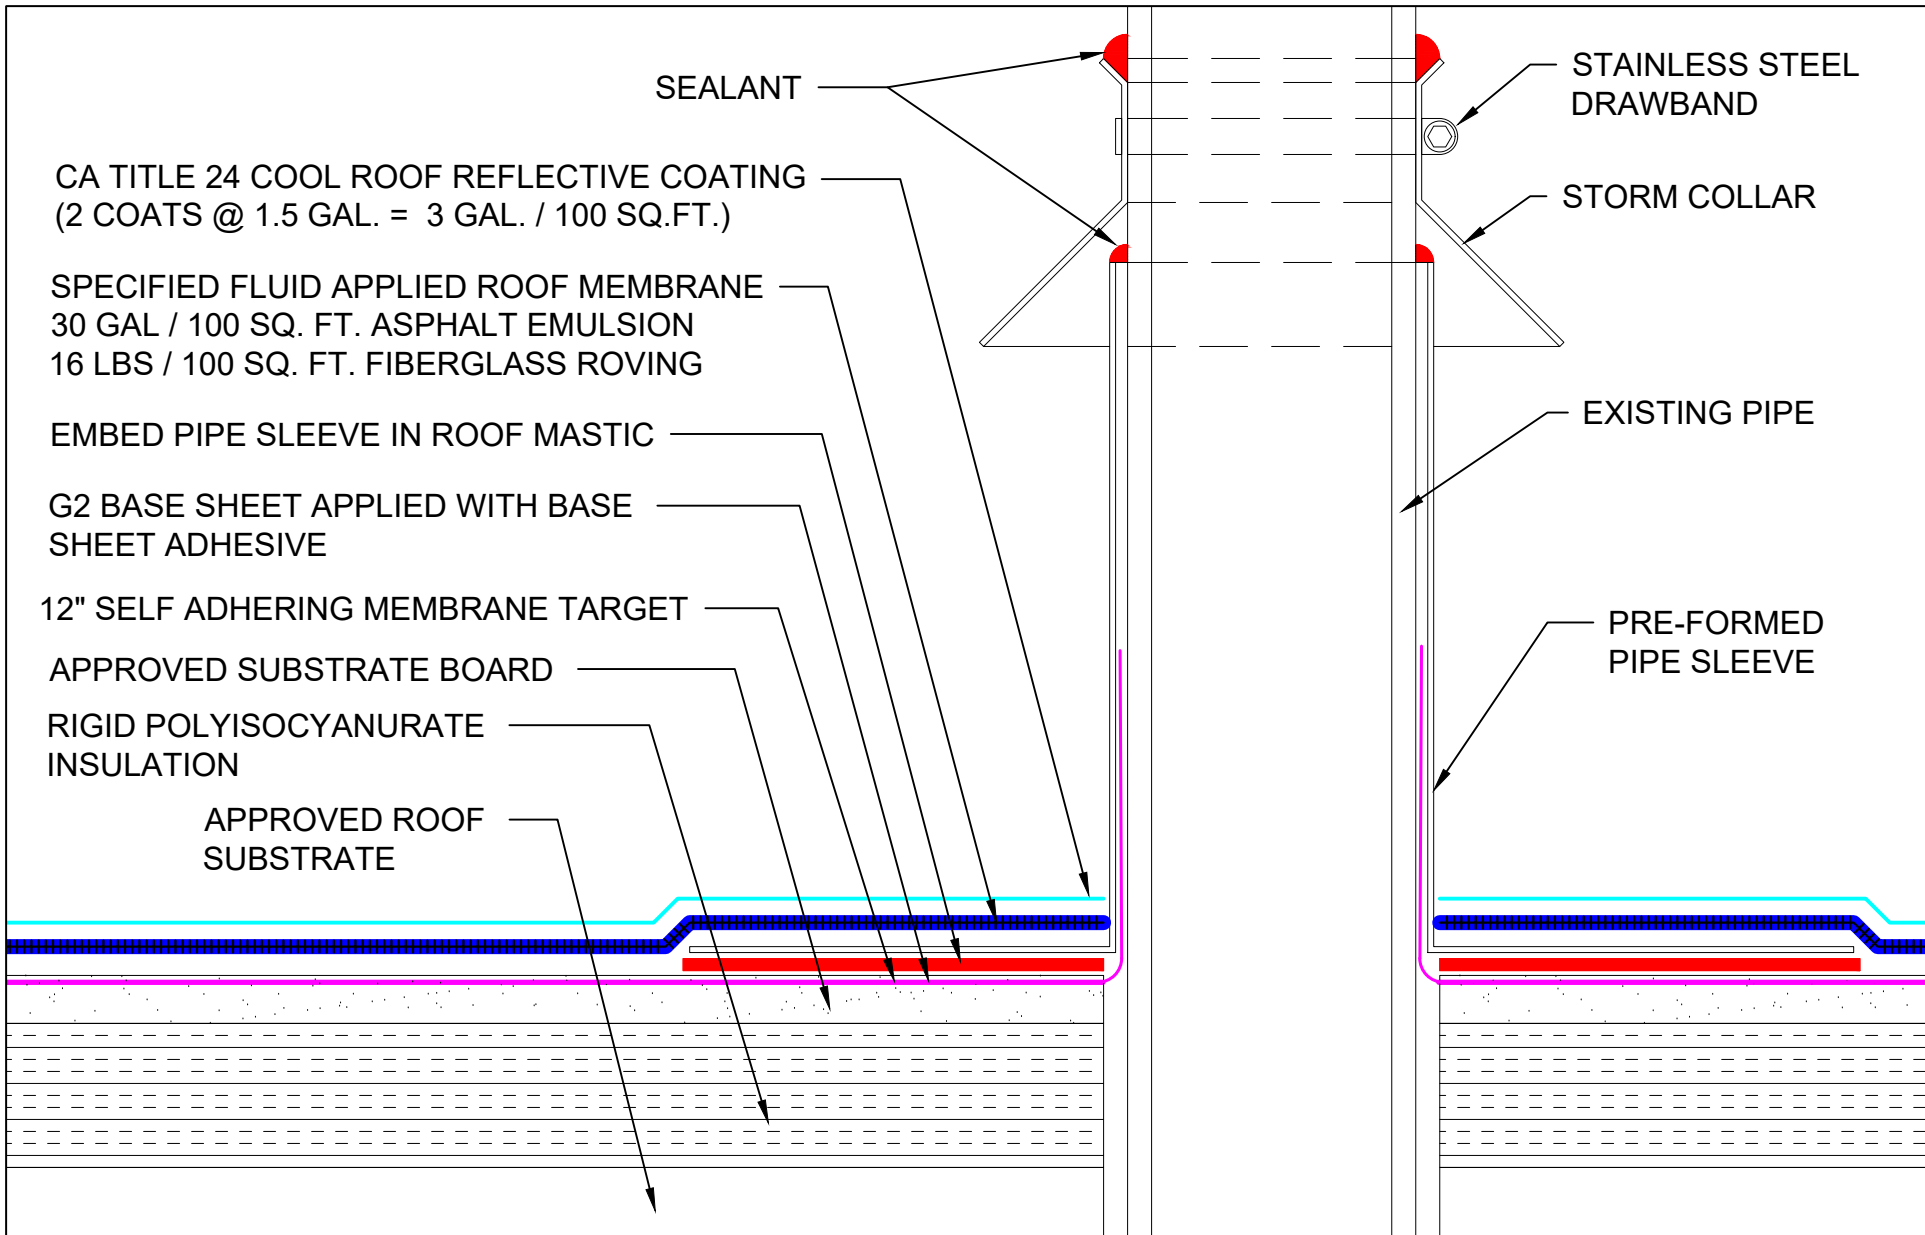 SEALANT
CA TITLE 24 COOL ROOF REFLECTIVE COATING
(2 COATS @ 1.5 GAL. = 3 GAL. / 100 SQ.FT.)
SPECIFIED FLUID APPLIED ROOF MEMBRANE
30 GAL / 100 SQ. FT. ASPHALT EMULSION
16 LBS / 100 SQ. FT. FIBERGLASS ROVING
EMBED PIPE SLEEVE IN ROOF MASTIC
G2 BASE SHEET APPLIED WITH BASE
SHEET ADHESIVE
12" SELF ADHERING MEMBRANE TARGET
APPROVED SUBSTRATE BOARD
RIGID POLYISOCYANURATE
INSULATION
APPROVED ROOF
SUBSTRATE
STAINLESS STEEL
DRAWBAND
STORM COLLAR
EXISTING PIPE
PRE-FORMED
PIPE SLEEVE